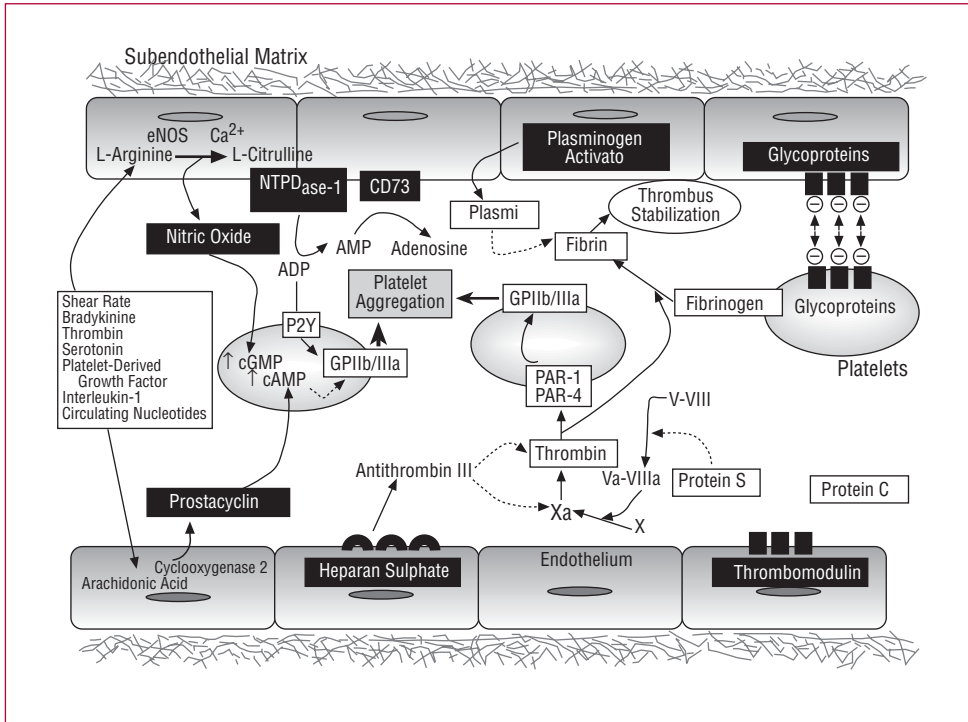 Subendothelial Matrix
eNOS
Ca2+
L-Arginine
L-Citrulline
NTPDase-1
CD73
Plasminogen
Activato
Glycoproteins
Nitric Oxide
AMP
Adenosine
ADP
Plasmi
Fibrin
Thrombus
Stabilization
Platelet
Aggregation
GPIIb/IIIa
Fibrinogen
Glycoproteins
Platelets
Shear Rate
Bradykinine
Thrombin
Serotonin
Platelet-Derived
Growth Factor
Interleukin-1
Circulating Nucleotides
P2Y
GPIIb/IIIa
↑ cGMP
↑ cAMP
PAR-1
PAR-4
V-VIII
Thrombin
Antithrombin III
Va-VIIIa
Protein S
Protein C
Prostacyclin
Xa
X
Cyclooxygenase 2
Arachidonic Acid
Heparan Sulphate
Endothelium
Thrombomodulin